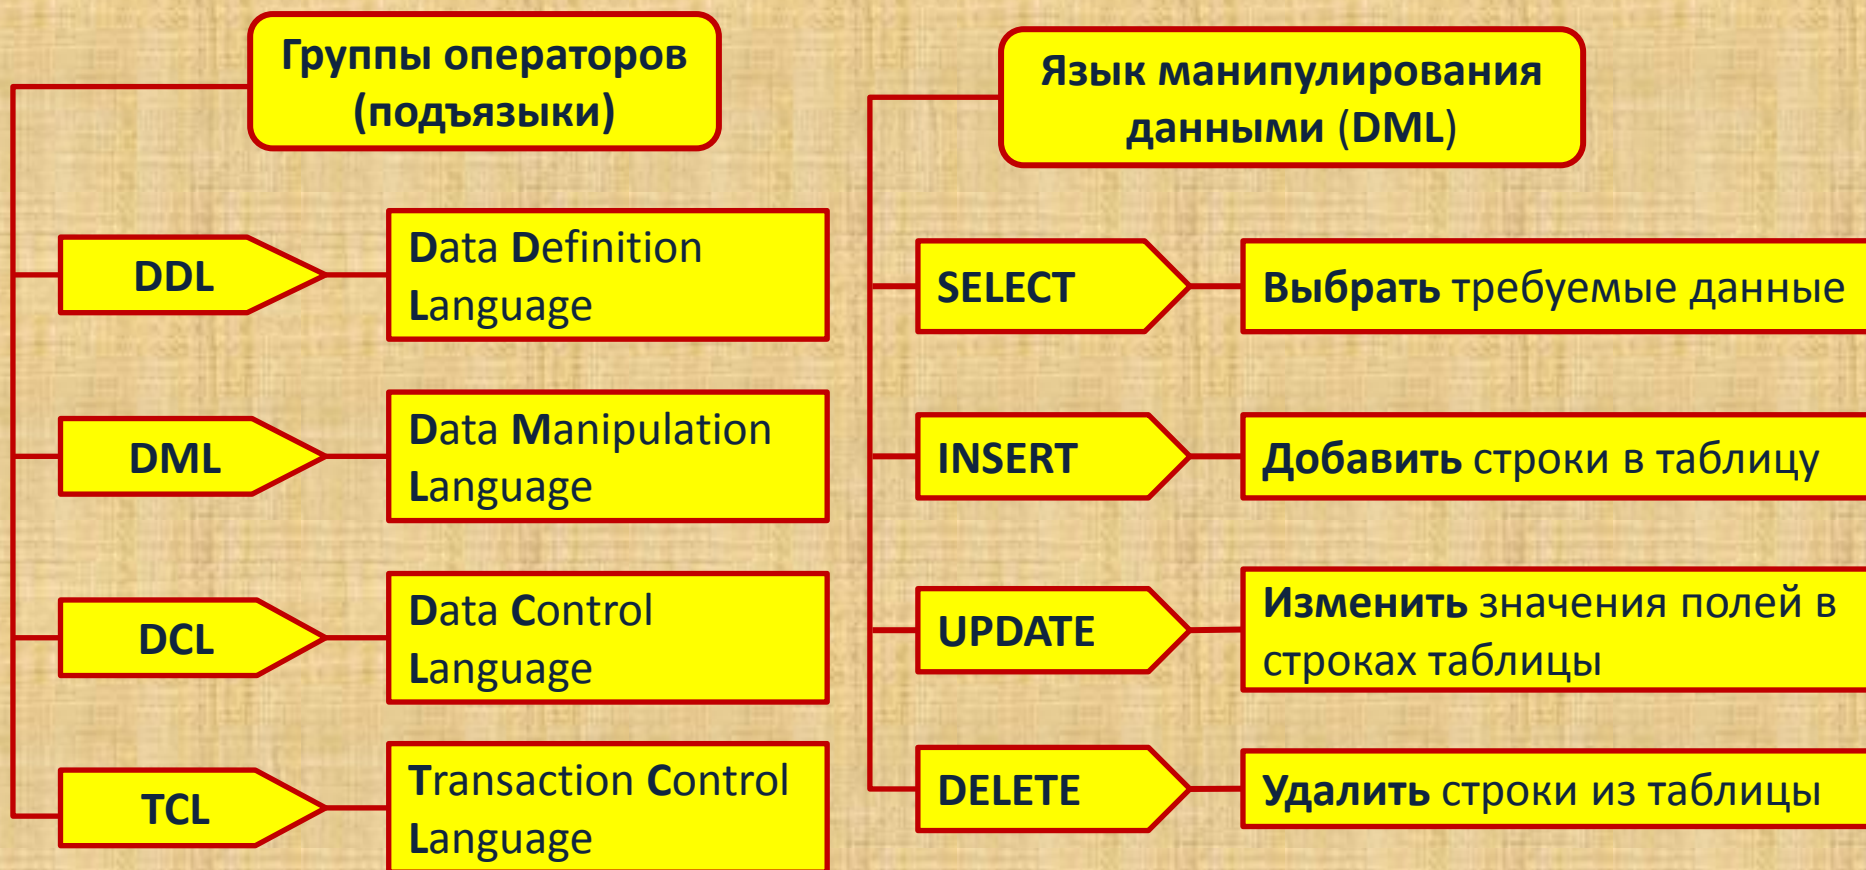 Группы операторов
(подъязыки)
DDL
Data Definition
Language
DML
Data Manipulation
Language
DCL
Data Control
Language
TCL
Transaction Control
Language
Язык манипулирования
данными (DML)
SELECT
Выбрать требуемые данные
INSERT
Добавить строки в таблицу
UPDATE
Изменить значения полей в
строках таблицы
DELETE
Удалить строки из таблицы